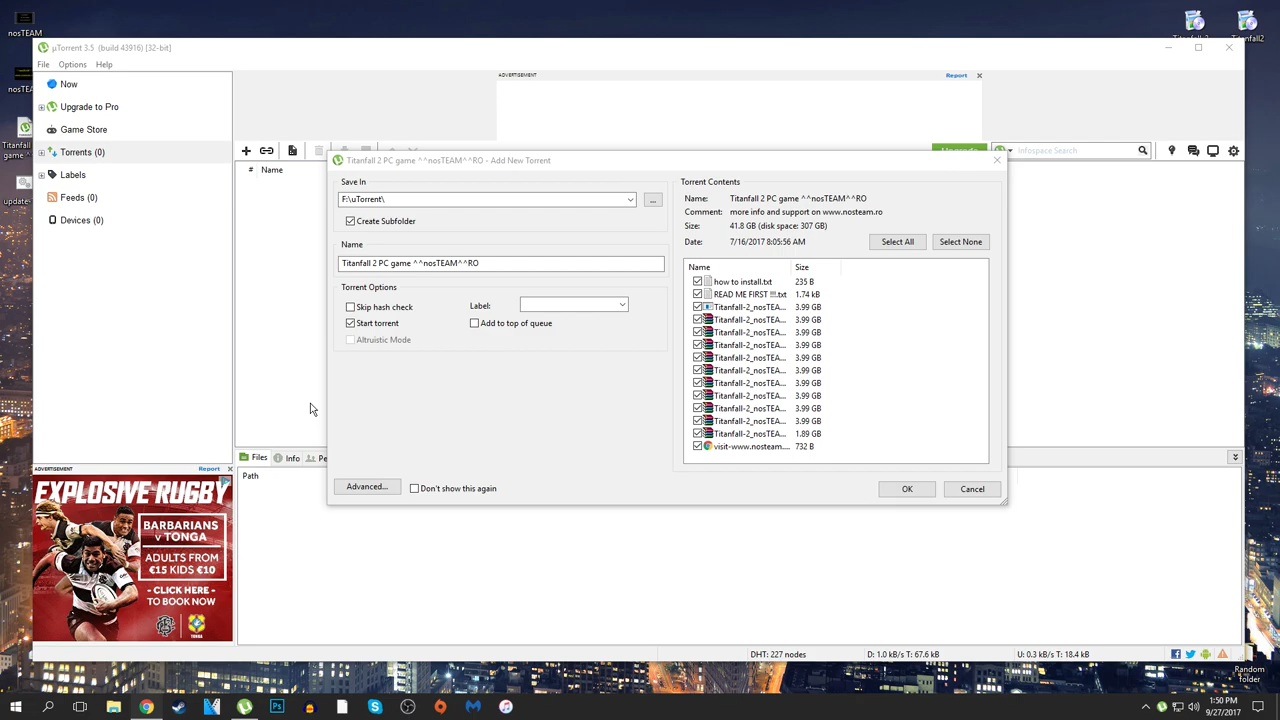 nosTEAM
Titanfall-2
Titanfall2
µTorrent 3.5 (build 43916) [32-bit]
File Options Help
ADVERTISEMENT
Report
Now
Upgrade to Pro
Game Store
Torrents (0)
Labels
Feeds (0)
Devices (0)
Upgrade
Infospace Search
# Name
Titanfall 2 PC game ^^nosTEAM^^RO - Add New Torrent
Save In
F:\uTorrent\
...
Create Subfolder
Name
Titanfall 2 PC game ^^nosTEAM^^RO
Torrent Options
Skip hash check
Label:
Start torrent
Add to top of queue
Altruistic Mode
Advanced...
Don't show this again
Torrent Contents
Name: Titanfall 2 PC game ^^nosTEAM^^RO
Comment: more info and support on www.nosteam.ro
Size: 41.8 GB (disk space: 307 GB)
Date: 7/16/2017 8:05:56 AM
Select All
Select None
Name Size
how to install.txt 235 B
READ ME FIRST !!!.txt 1.74 kB
Titanfall-2_nosTEA... 3.99 GB
Titanfall-2_nosTEA... 3.99 GB
Titanfall-2_nosTEA... 3.99 GB
Titanfall-2_nosTEA... 3.99 GB
Titanfall-2_nosTEA... 3.99 GB
Titanfall-2_nosTEA... 3.99 GB
Titanfall-2_nosTEA... 3.99 GB
Titanfall-2_nosTEA... 3.99 GB
Titanfall-2_nosTEA... 3.99 GB
Titanfall-2_nosTEA... 3.99 GB
Titanfall-2_nosTEA... 1.89 GB
visit-www.nosteam.... 732 B
OK
Cancel
Files
Info
Pe
Path
ADVERTISEMENT
Report
EXPLOSIVE RUGBY
BARBARIANS
V TONGA
ADULTS FROM
€15 KIDS €10
- CLICK HERE -
TO BOOK NOW
TONGA
DHT: 227 nodes
D: 1.0 kB/s T: 67.6 kB
U: 0.3 kB/s T: 18.4 kB
Random
folder
1:50 PM
9/27/2017